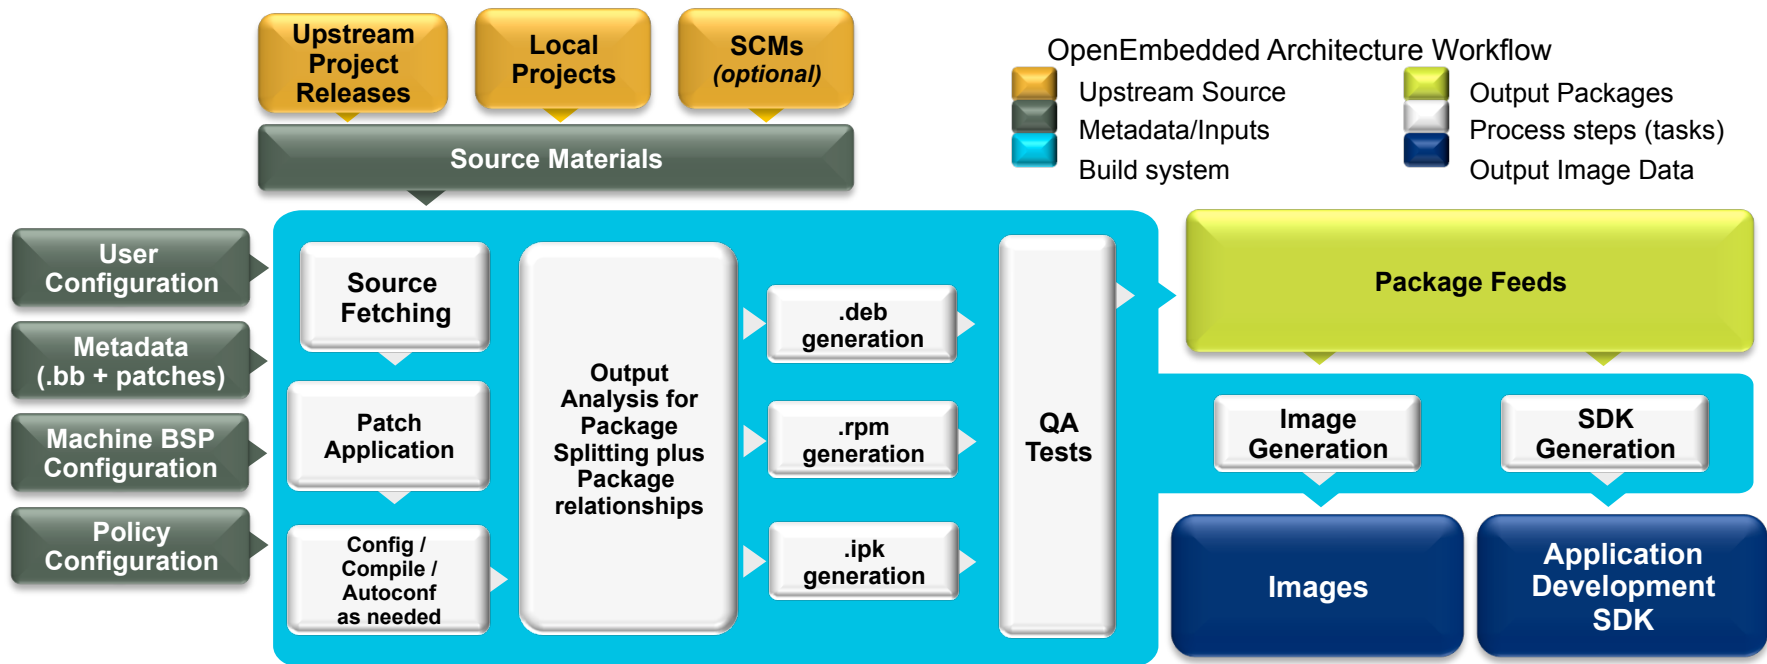 Upstream
Project
Releases
Local
Projects
SCMs
(optional)
OpenEmbedded Architecture Workflow
Upstream Source
Metadata/Inputs
Build system
Output Packages
Process steps (tasks)
Output Image Data
Source Materials
User
Configuration
Metadata
(.bb + patches)
Machine BSP
Configuration
Policy
Configuration
Source
Fetching
Patch
Application
Config /
Compile /
Autoconf
as needed
Output
Analysis for
Package
Splitting plus
Package
relationships
.deb
generation
.rpm
generation
.ipk
generation
QA
Tests
Package Feeds
Image
Generation
SDK
Generation
Images
Application
Development
SDK